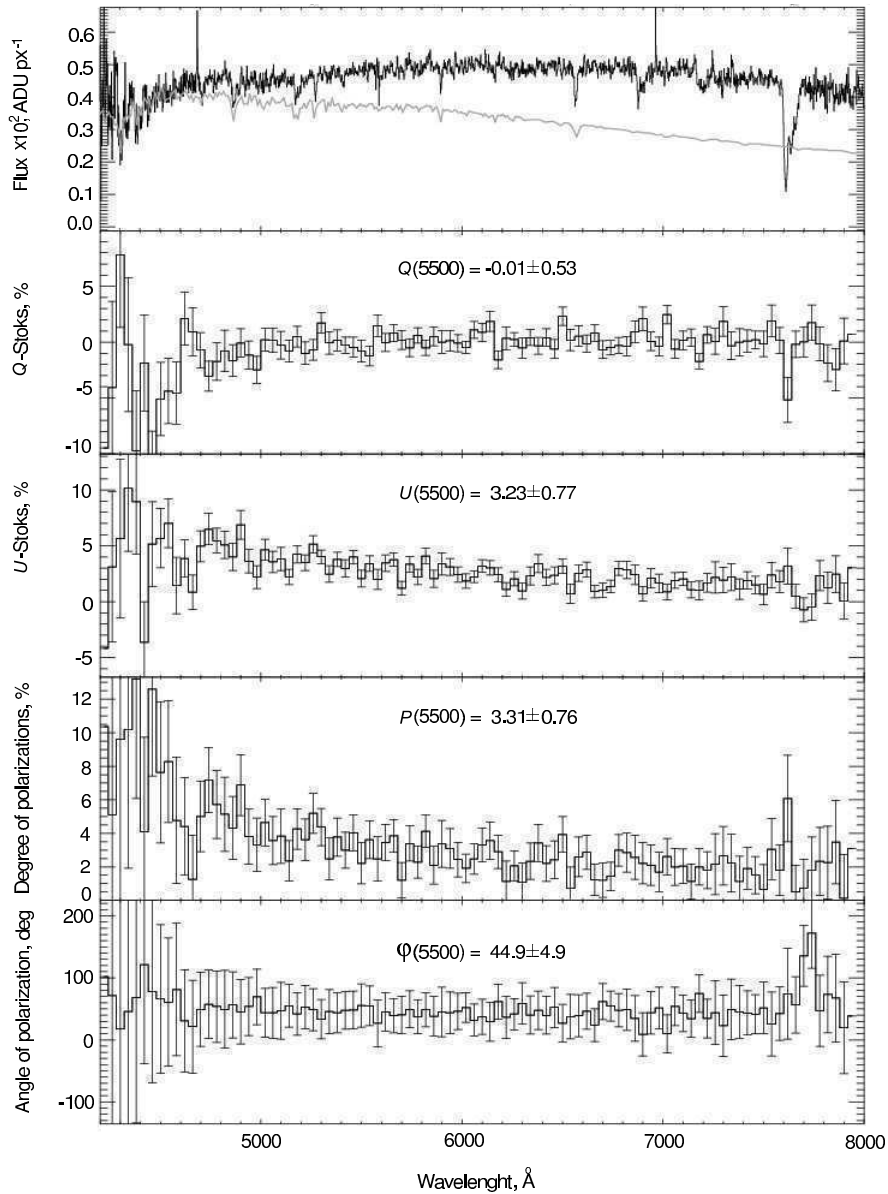 Flux x10,² ADU px⁻¹
0.6
0.5
0.4
0.3
0.2
0.1
0.0
Q-Stoks, %
Q(5500) = -0.01±0.53
5
0
-5
-10
U-Stoks, %
U(5500) = 3.23±0.77
10
5
0
-5
Degree of polarizations, %
P(5500) = 3.31±0.76
12
10
8
6
4
2
0
Angle of polarization, deg
φ(5500) = 44.9±4.9
200
100
0
-100
5000 6000 7000 8000
Wavelenght, Å